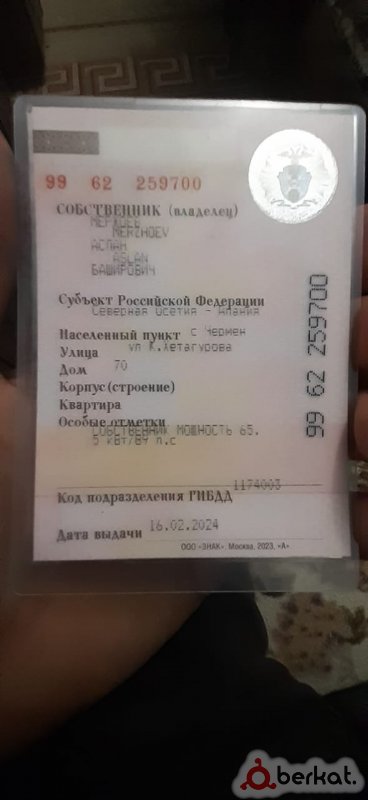 99 62 259700
СОБСТВЕННИК (владелец)
MERZHOEV
АСЛАН
ASLAN
БАШИРОВИЧ
Субъект Российской Федерации
Северная Осетия - Алания
Населенный пункт с Чермен
Улица ул К.Хетагурова
Дом 70
Корпус (строение)
Квартира
Особые отметки
СОБСТВЕННИК МОЩНОСТЬ 65.
5 кВт/89 л.с
1174003
Код подразделения ГИБДД
Дата выдачи 16.02.2024
ООО «ЗНАК». Москва, 2023, «А»
99 62 259700
berkat.